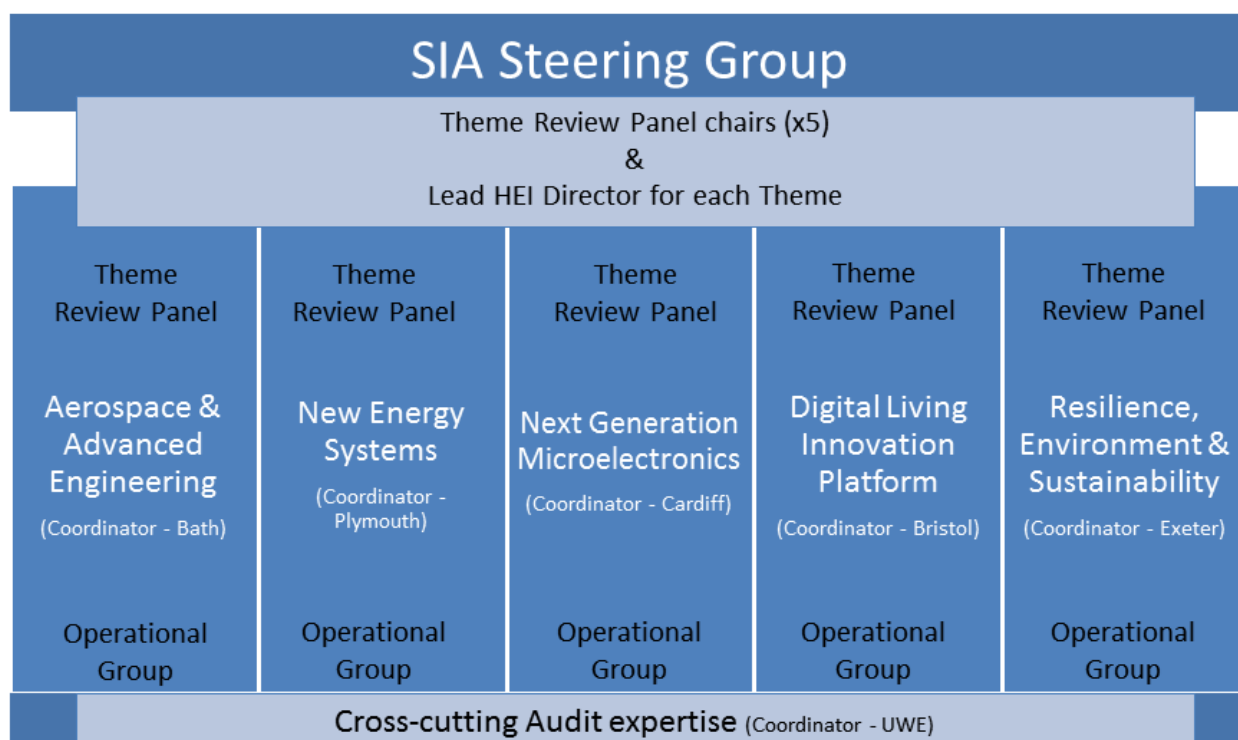 SIA Steering Group
Theme Review Panel chairs (x5)
&
Lead HEI Director for each Theme
Theme
Review Panel
Aerospace &
Advanced
Engineering
(Coordinator - Bath)
Operational
Group
Theme
Review Panel
New Energy
Systems
(Coordinator -
Plymouth)
Operational
Group
Theme
Review Panel
Next Generation
Microelectronics
(Coordinator - Cardiff)
Operational
Group
Theme
Review Panel
Digital Living
Innovation
Platform
(Coordinator - Bristol)
Operational
Group
Theme
Review Panel
Resilience,
Environment &
Sustainability
(Coordinator - Exeter)
Operational
Group
Cross-cutting Audit expertise (Coordinator - UWE)